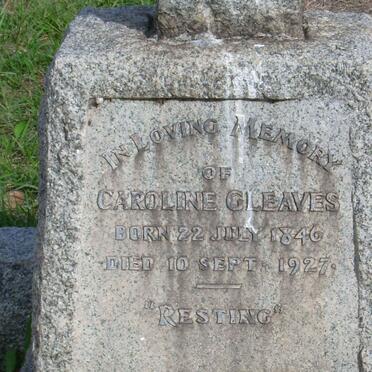 In Loving Memory
OF
CAROLINE GLEAVES
BORN 22 JULY 1846
DIED 10 SEPT 1927.
"RESTING"